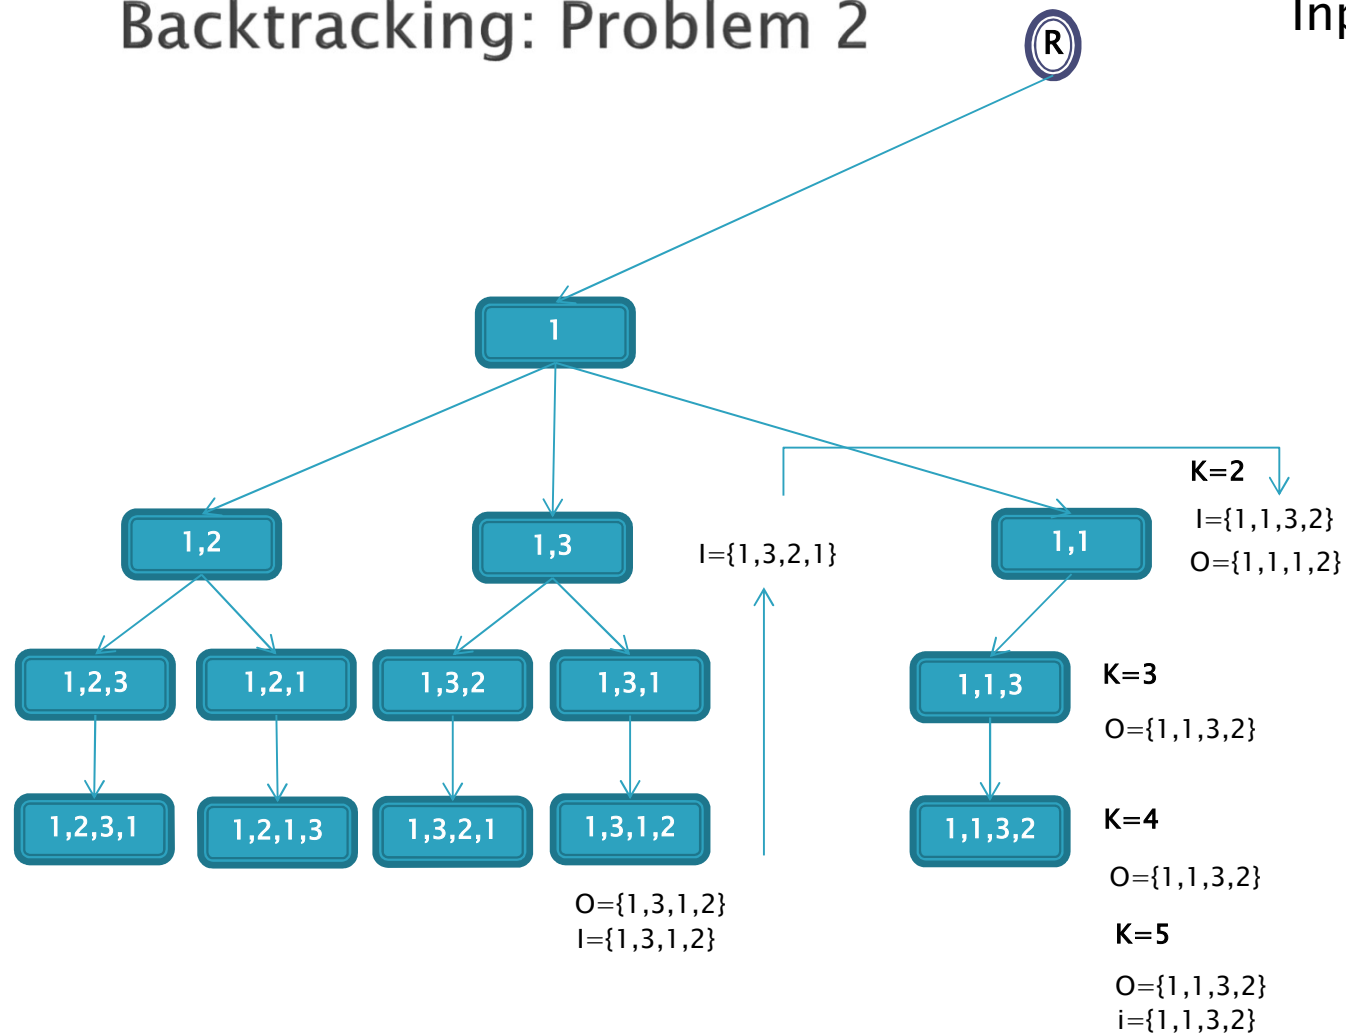 Backtracking: Problem 2
R
Inp
1
K=2
I={1,1,3,2}
O={1,1,1,2}
1,2
1,3
I={1,3,2,1}
1,1
1,2,3
1,2,1
1,3,2
1,3,1
1,1,3
K=3
O={1,1,3,2}
1,2,3,1
1,2,1,3
1,3,2,1
1,3,1,2
1,1,3,2
K=4
O={1,1,3,2}
O={1,3,1,2}
I={1,3,1,2}
K=5
O={1,1,3,2}
i={1,1,3,2}